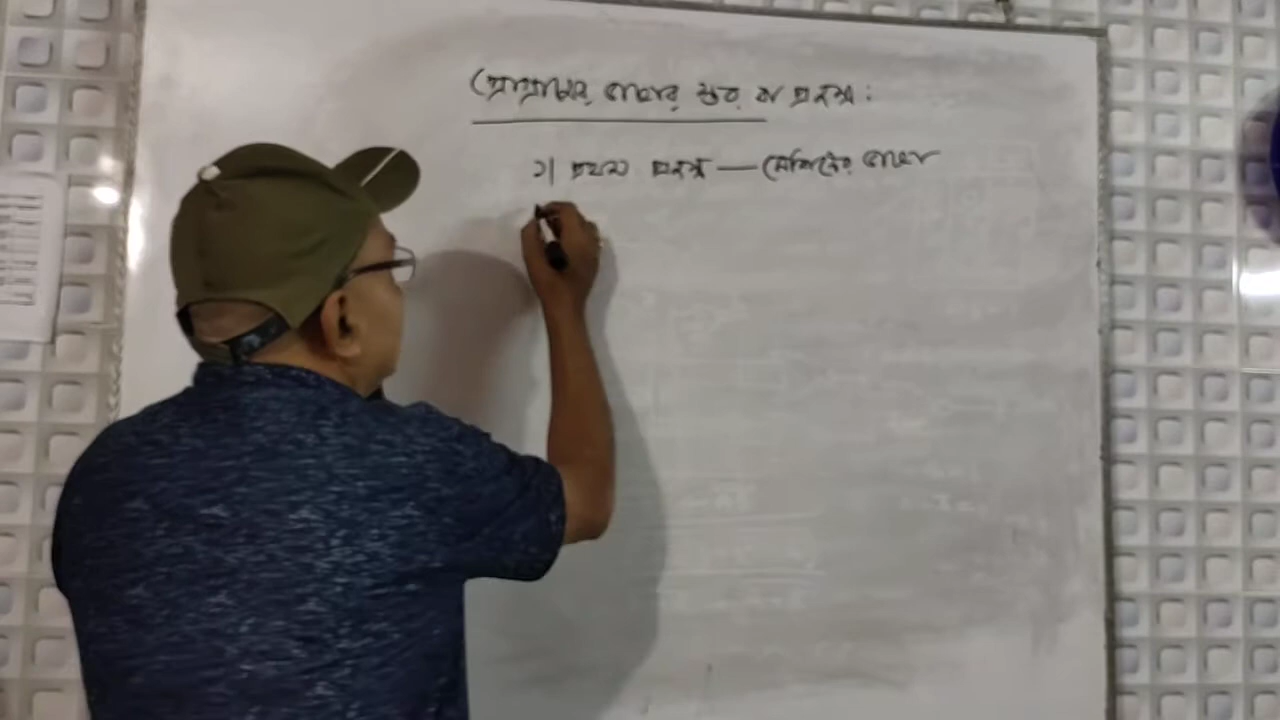 প্রোগ্রামের ভাষার স্তর বা প্রজন্ম :
১| প্রথম প্রজন্ম — মেশিনের ভাষা